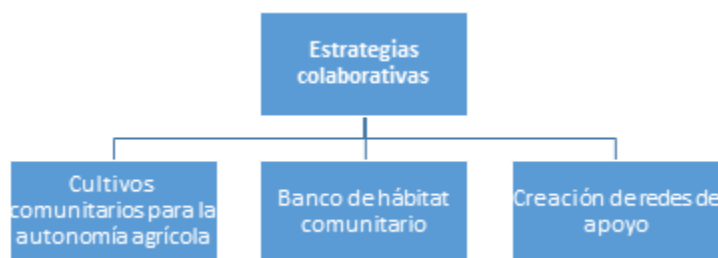 Estrategias
colaborativas
Cultivos
comunitarios para la
autonomía agrícola
Banco de hábitat
comunitario
Creación de redes de
apoyo